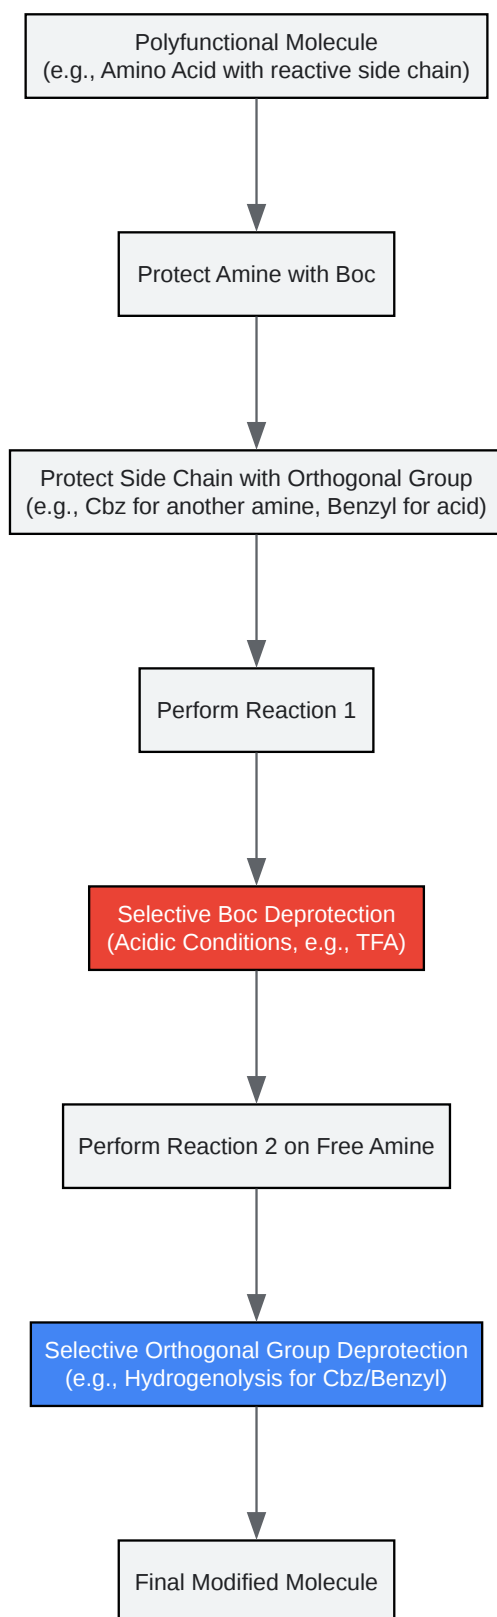 Polyfunctional Molecule
(e.g., Amino Acid with reactive side chain)
Protect Amine with Boc
Protect Side Chain with Orthogonal Group
(e.g., Cbz for another amine, Benzyl for acid)
Perform Reaction 1
Selective Boc Deprotection
(Acidic Conditions, e.g., TFA)
Perform Reaction 2 on Free Amine
Selective Orthogonal Group Deprotection
(e.g., Hydrogenolysis for Cbz/Benzyl)
Final Modified Molecule